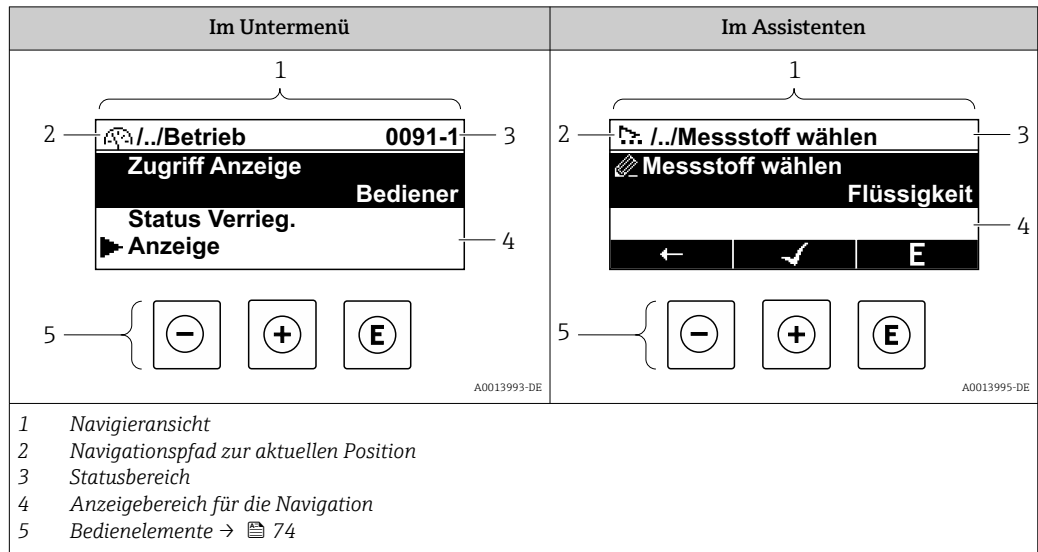 Im Untermenü
Im Assistenten
1
2
/../Betrieb 0091-1
3
Zugriff Anzeige
Bediener
Status Verrieg.
Anzeige
4
5
E
A0013993-DE
1
2
/../Messstoff wählen
3
Messstoff wählen
Flüssigkeit
4
E
5
E
A0013995-DE
1 Navigieransicht
2 Navigationspfad zur aktuellen Position
3 Statusbereich
4 Anzeigebereich für die Navigation
5 Bedienelemente → 74